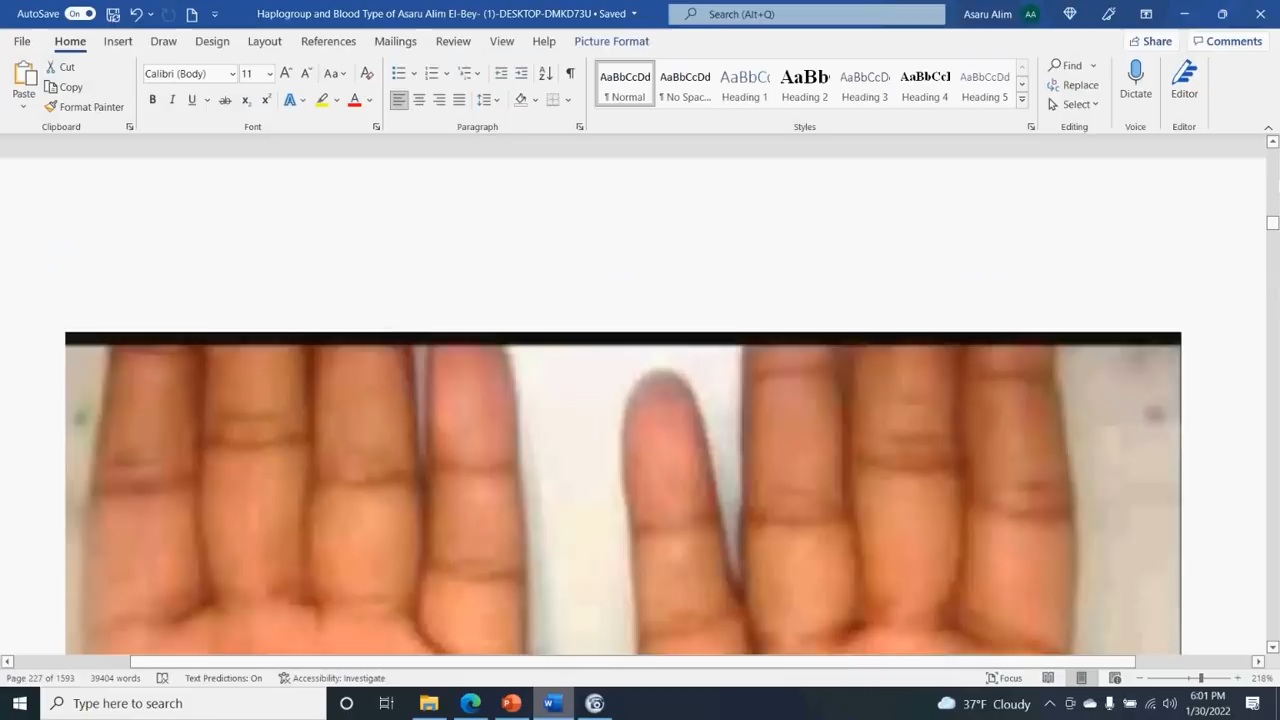 AutoSave On Haplogroup and Blood Type of Asaru Alim El-Bey- (1)-DESKTOP-DMKD73U • Saved Search (Alt+Q) Asaru Alim AA
File Home Insert Draw Design Layout References Mailings Review View Help Picture Format Share Comments
Paste Cut Copy Format Painter
Calibri (Body) 11
AaBbCcDd AaBbCcDd AaBbCc AaBb AaBbCcDd AaBbCcI AaBbCcDd
¶ Normal ¶ No Spac... Heading 1 Heading 2 Heading 3 Heading 4 Heading 5
Find Replace Select
Dictate Editor
Clipboard Font Paragraph Styles Editing Voice Editor
Page 227 of 1593 39404 words Text Predictions: On Accessibility: Investigate Focus 218%
Type here to search 37°F Cloudy 6:01 PM
1/30/2022